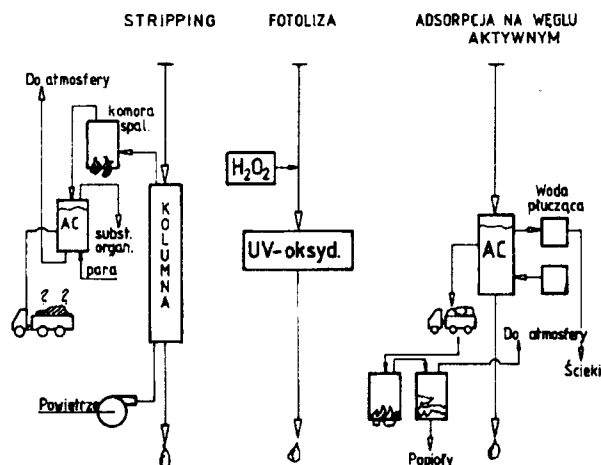 STRIPPING
FOTOLIZA
ADSORPCJA NA WĘGLU
AKTYWNYM
Do atmosfery
komora
spal.
AC
subst.
organ.
para
? ?
KOLUMNA
Powietrze
H₂O₂
UV-oksyd.
Woda
płucząca
AC
Do atmosfery
Ścieki
Popioły